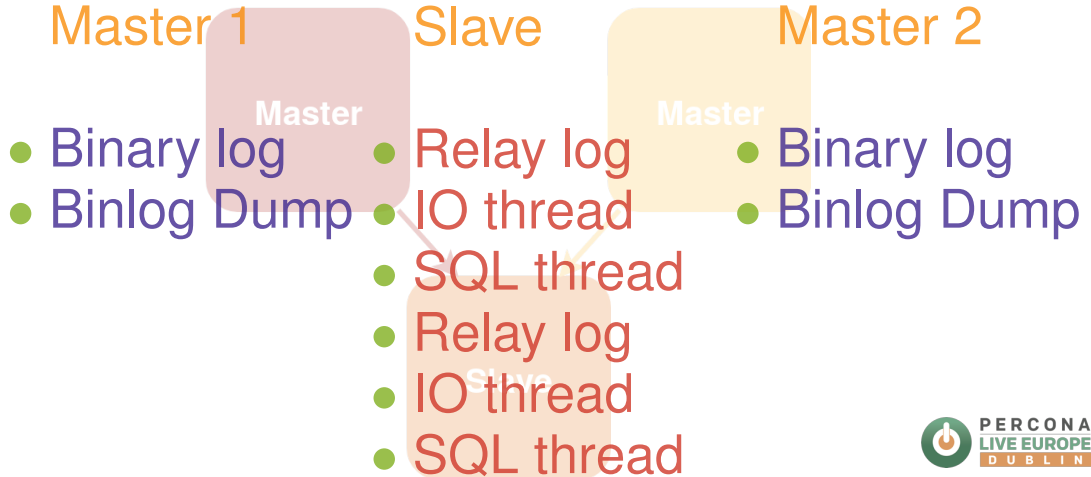 Master 1
Slave
Master 2
Master
Master
Binary log
Binlog Dump
Relay log
IO thread
SQL thread
Relay log
IO thread
SQL thread
Slave
Binary log
Binlog Dump
PERCONA
LIVE EUROPE
DUBLIN